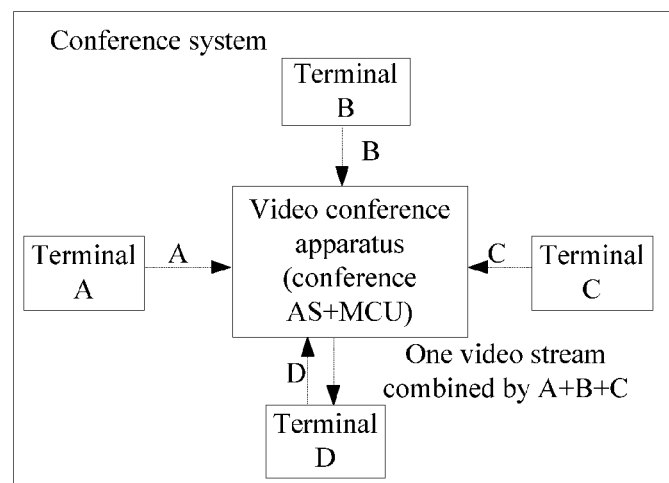 Conference system
Terminal
B
B
Video conference
apparatus
(conference
AS+MCU)
Terminal
A
A
C
Terminal
C
D
One video stream
combined by A+B+C
Terminal
D